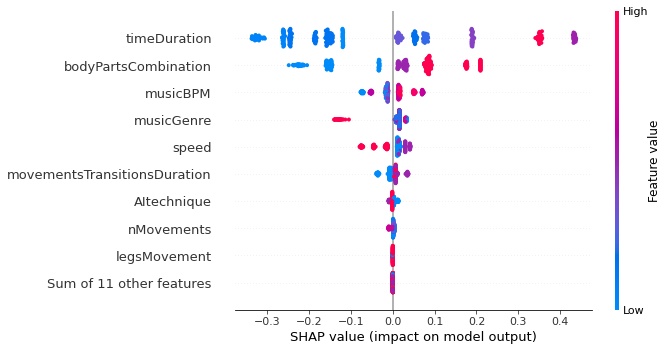 High
timeDuration
bodyPartsCombination
musicBPM
musicGenre
speed
movementsTransitionsDuration
AItechnique
nMovements
legsMovement
Sum of 11 other features
Feature value
Low
−0.3 −0.2 −0.1 0.0 0.1 0.2 0.3 0.4
SHAP value (impact on model output)